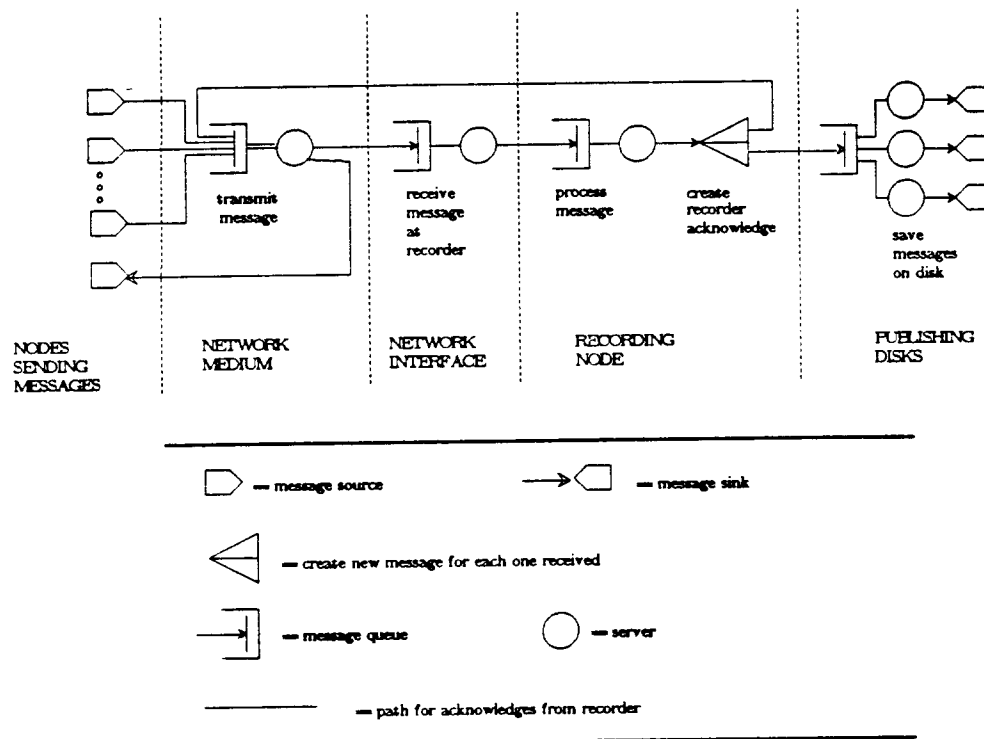 transmit
message
receive
message
at
recorder
process
message
create
recorder
acknowledge
save
messages
on disk
NODES
SENDING
MESSAGES
NETWORK
MEDIUM
NETWORK
INTERFACE
RECORDING
NODE
PUBLISHING
DISKS
= message source
= message sink
= create new message for each one received
= message queue
= server
= path for acknowledges from recorder